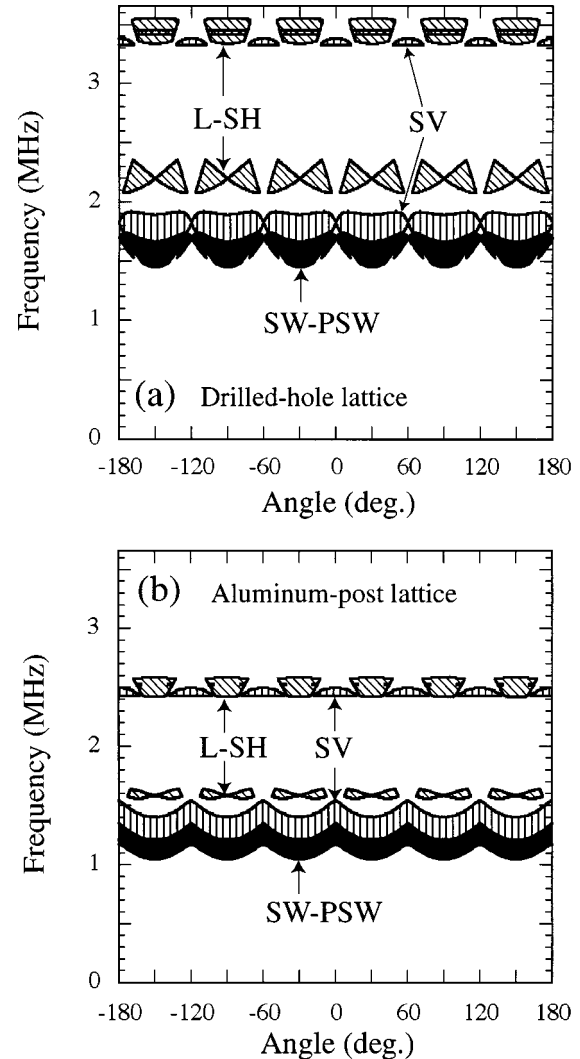 3
2
1
0
Frequency (MHz)
L-SH
SV
SW-PSW
(a) Drilled-hole lattice
-180 -120 -60 0 60 120 180
Angle (deg.)
3
2
1
0
Frequency (MHz)
(b) Aluminum-post lattice
L-SH SV
SW-PSW
-180 -120 -60 0 60 120 180
Angle (deg.)